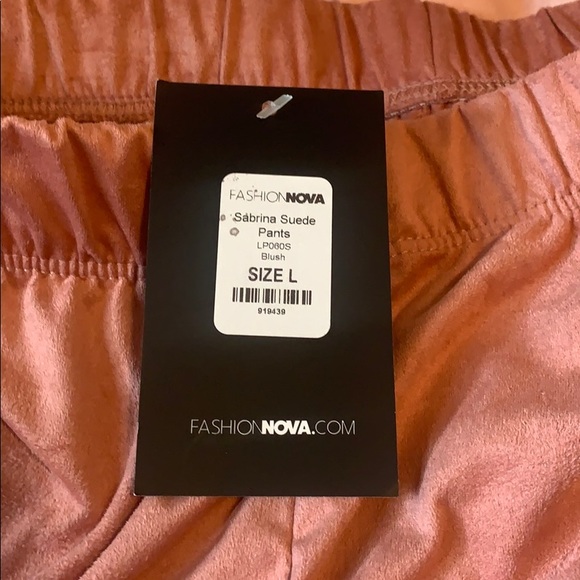 FASHIONNOVA
Sabrina Suede
Pants
LP060S
Blush
SIZE L
919439
FASHIONNOVA.COM